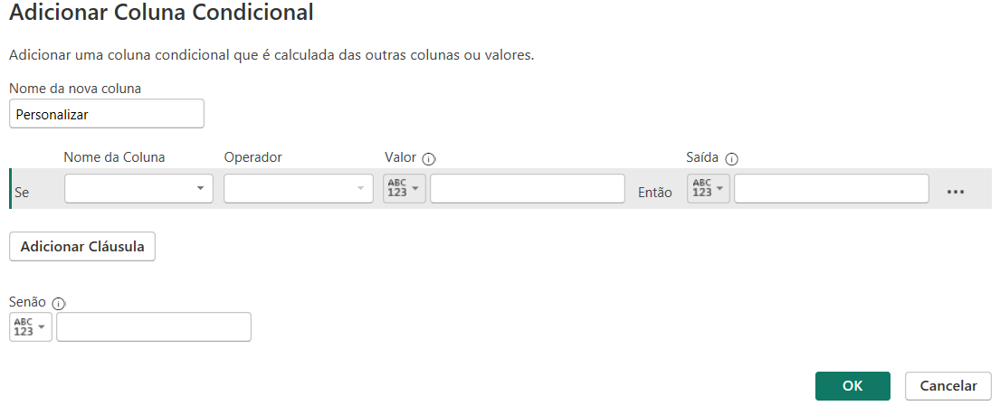 Adicionar Coluna Condicional
Adicionar uma coluna condicional que é calculada das outras colunas ou valores.
Nome da nova coluna
Personalizar
Nome da Coluna Operador Valor Saída
Se ABC 123 Então ABC 123 ...
Adicionar Cláusula
Senão
ABC 123
OK Cancelar